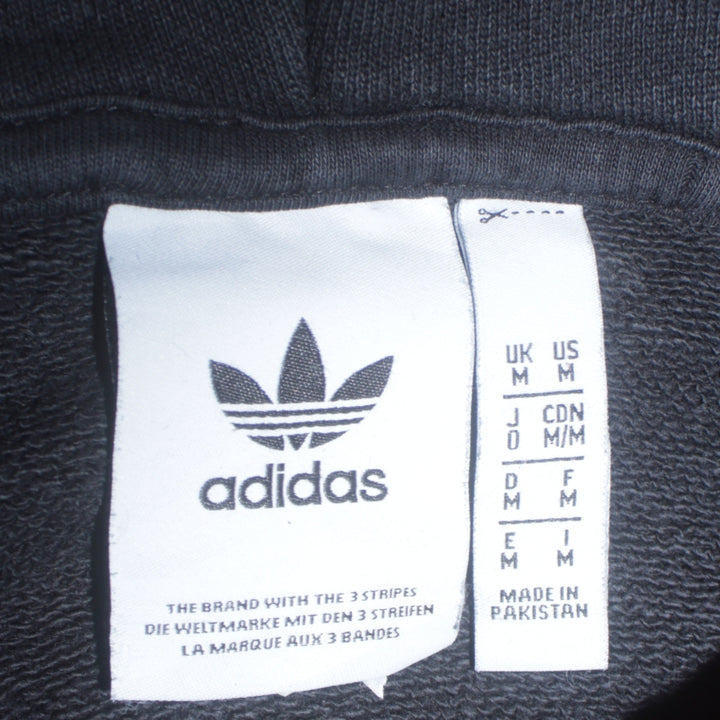 adidas
THE BRAND WITH THE 3 STRIPES
DIE WELTMARKE MIT DEN 3 STREIFEN
LA MARQUE AUX 3 BANDES
UK US
M M
J CDN
O M/M
D F
M M
E I
M M
MADE IN
PAKISTAN